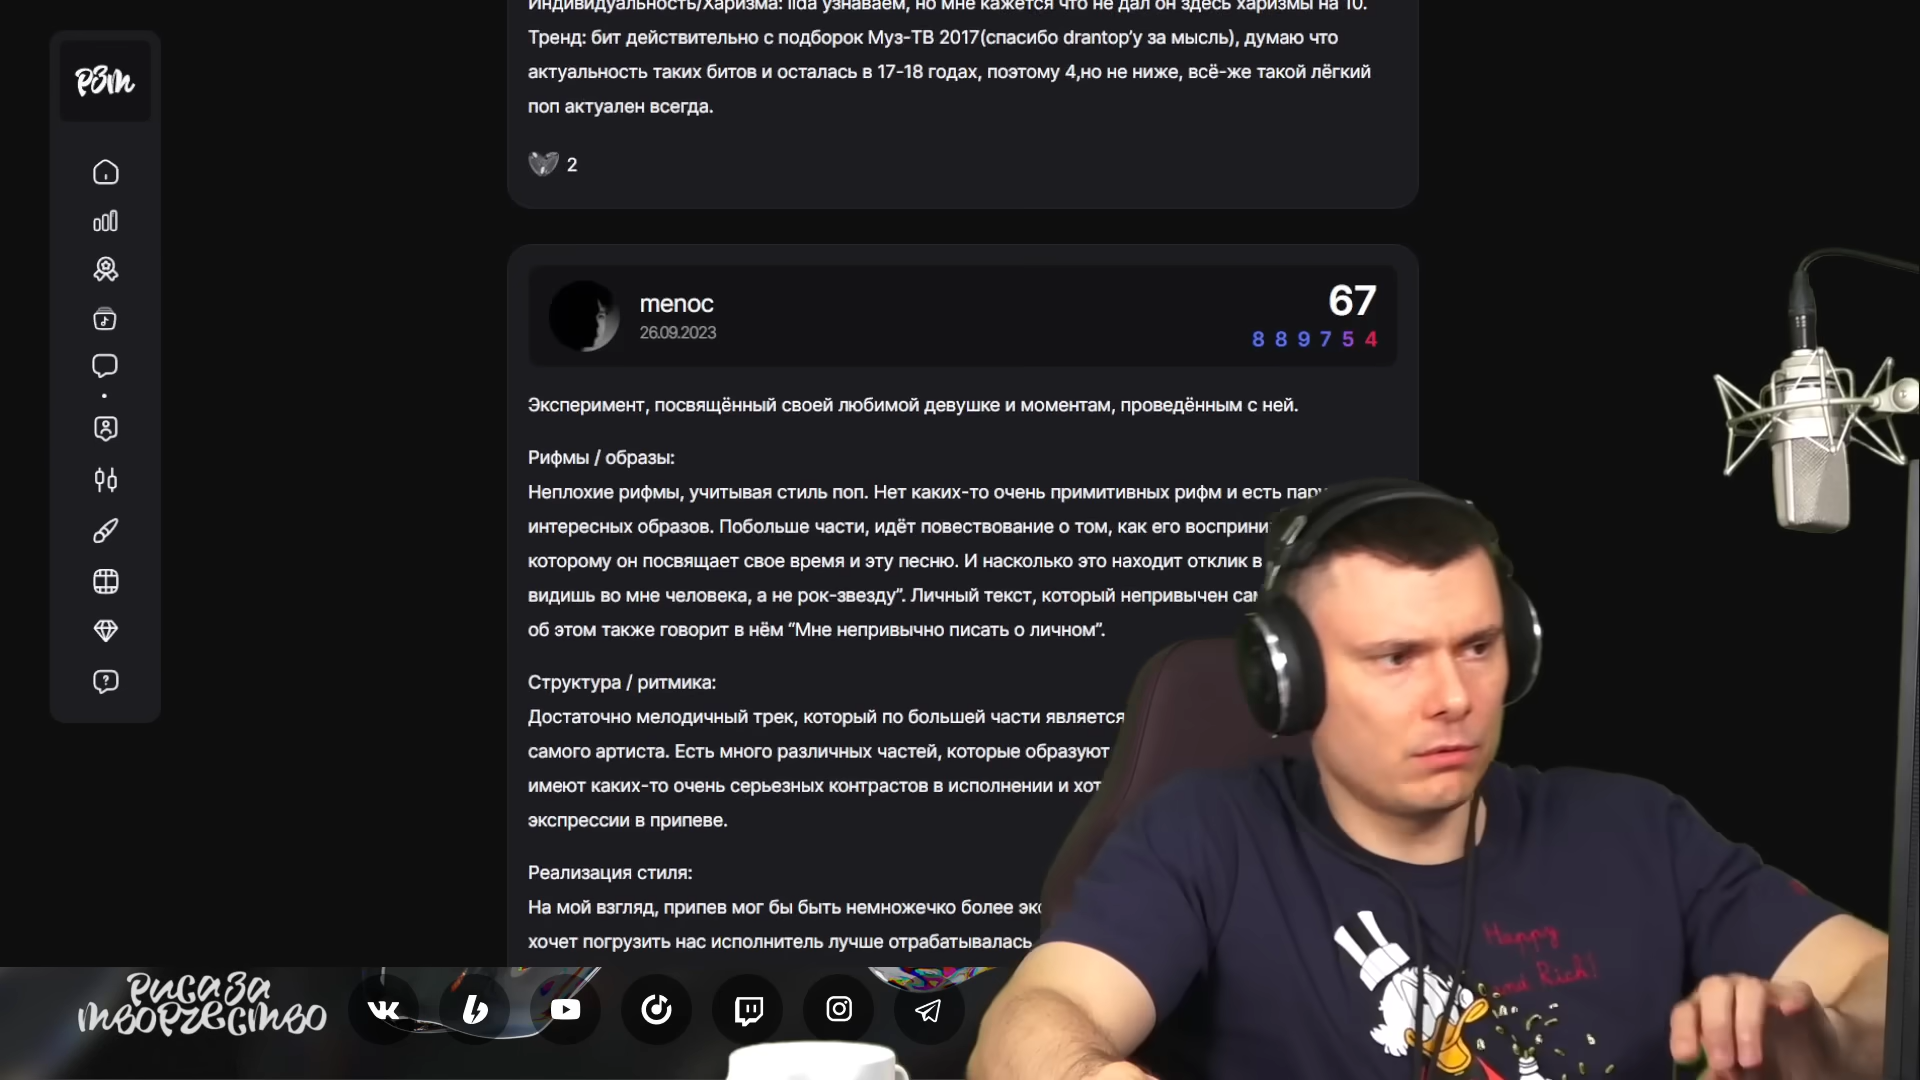 Индивидуальность/Харизма: lida узнаваем, но мне кажется что не дал он здесь харизмы на 10.
Тренд: бит действительно с подборок Муз-ТВ 2017(спасибо drantop'у за мысль), думаю что
актуальность таких битов и осталась в 17-18 годах, поэтому 4,но не ниже, всё-же такой лёгкий
поп актуален всегда.
2
РЗТ
menoc
26.09.2023
67
8 8 9 7 5 4
Эксперимент, посвящённый своей любимой девушке и моментам, проведённым с ней.
Рифмы / образы:
Неплохие рифмы, учитывая стиль поп. Нет каких-то очень примитивных рифм и есть
интересных образов. Побольше части, идёт повествование о том, как его
которому он посвящает свое время и эту песню. И насколько это находит отклик в
видишь во мне человека, а не рок-звезду”. Личный текст, который непривычен
об этом также говорит в нём “Мне непривычно писать о личном”.
Структура / ритмика:
Достаточно мелодичный трек, который по большей части является
самого артиста. Есть много различных частей, которые образуют
имеют каких-то очень серьезных контрастов в исполнении и
экспрессии в припеве.
Реализация стиля:
На мой взгляд, припев мог бы быть немножечко более
хочет погрузить нас исполнитель лучше отрабатывалась
риса за
творчество
Happy
and Rich!